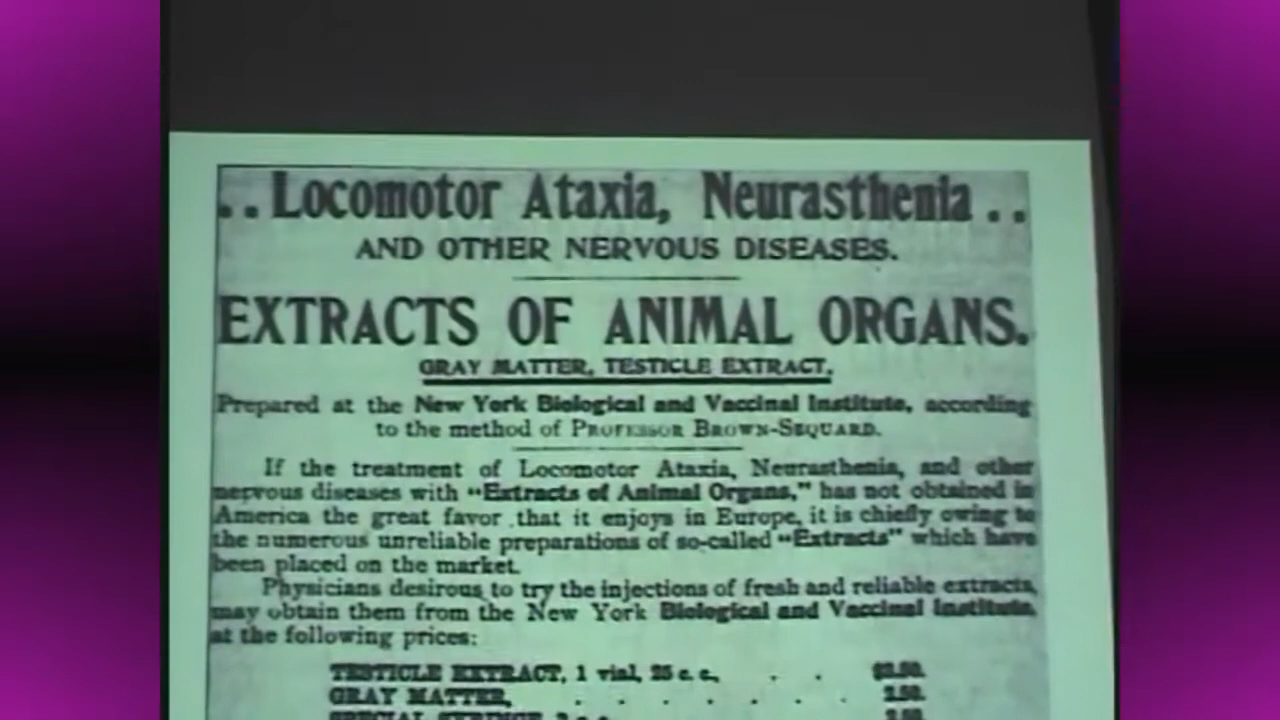 ..Locomotor Ataxia, Neurasthenia..
AND OTHER NERVOUS DISEASES.
EXTRACTS OF ANIMAL ORGANS.
GRAY MATTER, TESTICLE EXTRACT,
Prepared at the New York Biological and Vaccinal Institute, according
to the method of PROFESSOR BROWN-SEQUARD.
If the treatment of Locomotor Ataxia, Neurasthenia, and other
nervous diseases with "Extracts of Animal Organs," has not obtained in
America the great favor that it enjoys in Europe, it is chiefly owing to
the numerous unreliable preparations of so-called "Extracts" which have
been placed on the market.
Physicians desirous to try the injections of fresh and reliable extracts,
may obtain them from the New York Biological and Vaccinal Institute
at the following prices:
TESTICLE EXTRACT, 1 vial, 25 c.c., . .
GRAY MATTER, . . . . . . 2.50.
SPECIAL SYRINGE,